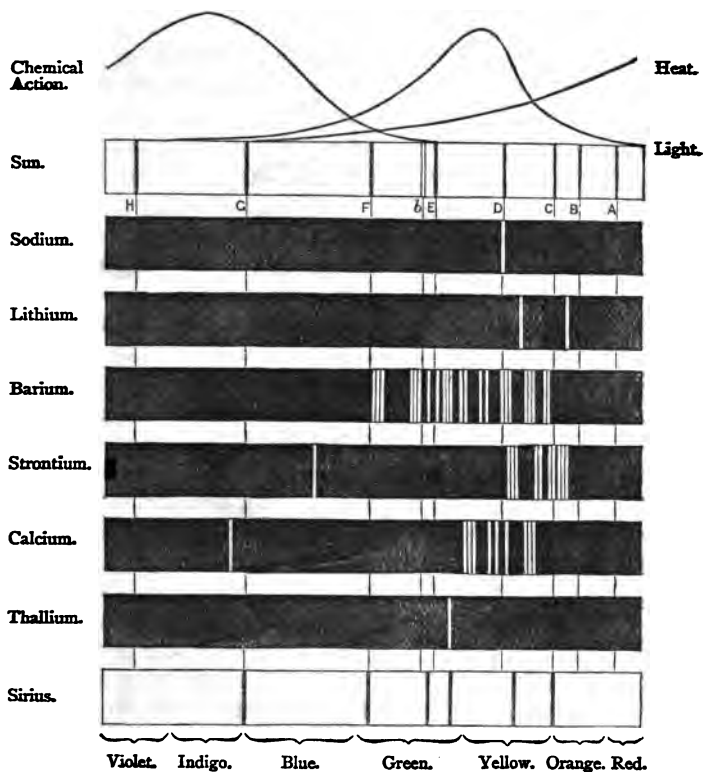 Chemical
Action.
Heat.
Sun.
Light.
H G F b E D C B A
Sodium.
Lithium.
Barium.
Strontium.
Calcium.
Thallium.
Sirius.
Violet. Indigo. Blue. Green. Yellow. Orange. Red.